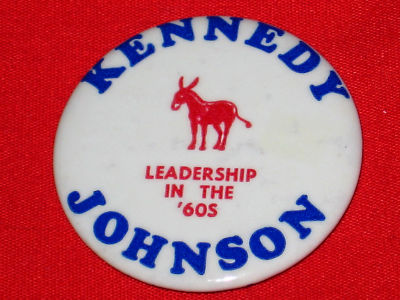 KENNEDY
LEADERSHIP
IN THE
'60S
JOHNSON